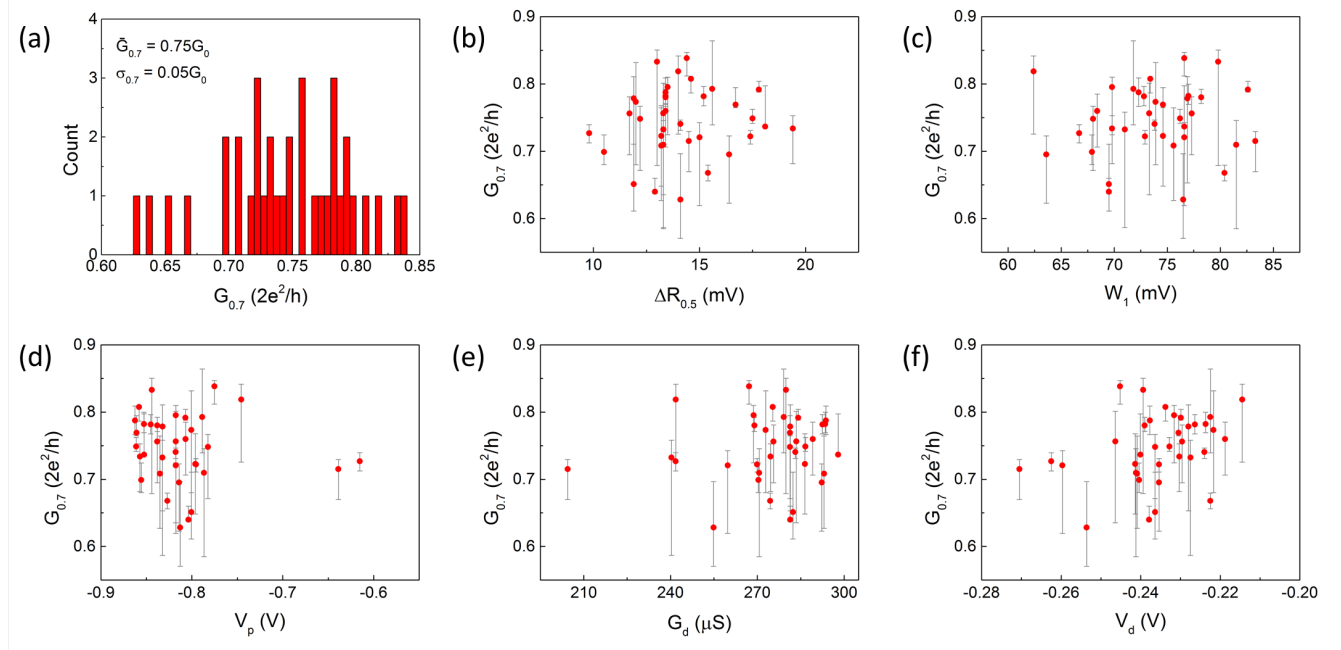 (a)
4
3
2
1
0
Count
Ḡ0.7 = 0.75G0
σ0.7 = 0.05G0
0.60 0.65 0.70 0.75 0.80 0.85
G0.7 (2e²/h)
(b)
0.9
0.8
0.7
0.6
G0.7 (2e²/h)
10 15 20
ΔR0.5 (mV)
(c)
0.9
0.8
0.7
0.6
G0.7 (2e²/h)
60 65 70 75 80 85
W1 (mV)
(d)
0.9
0.8
0.7
0.6
G0.7 (2e²/h)
-0.9 -0.8 -0.7 -0.6
Vp (V)
(e)
0.9
0.8
0.7
0.6
G0.7 (2e²/h)
210 240 270 300
Gd (μS)
(f)
0.9
0.8
0.7
0.6
G0.7 (2e²/h)
-0.28 -0.26 -0.24 -0.22 -0.20
Vd (V)